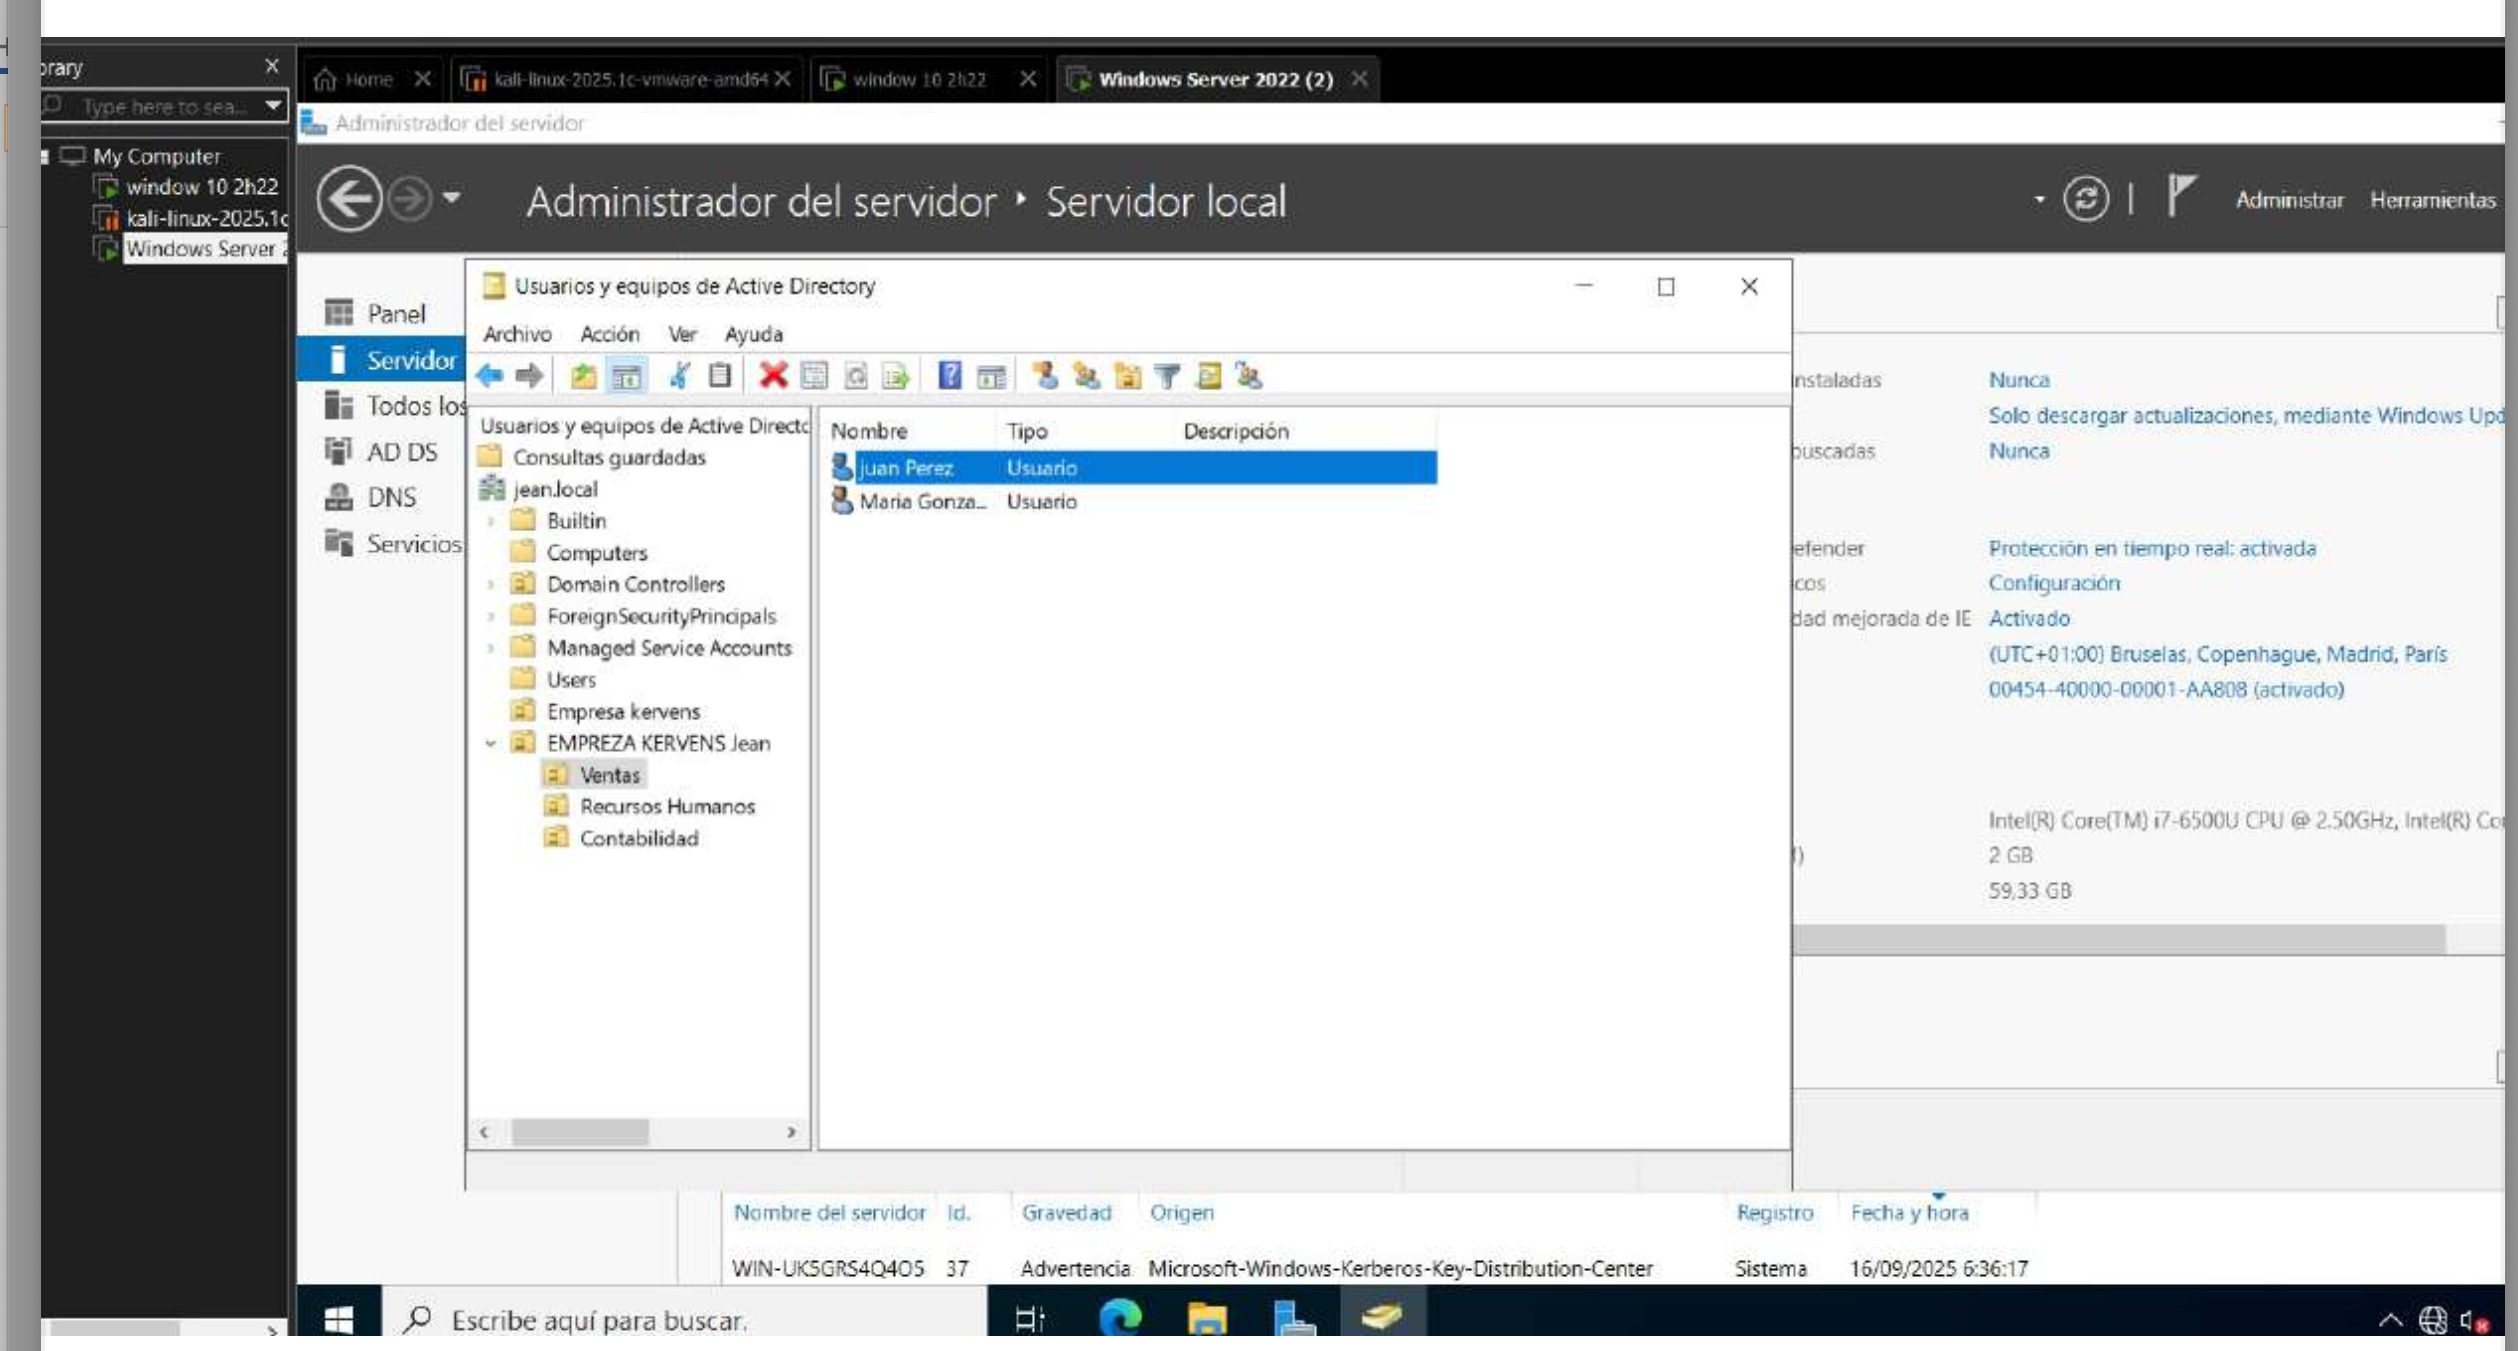 brary
Type here to sea...
My Computer
window 10 2h22
kali-linux-2025.1c
Windows Server 2
Home
kali-linux-2025.1c-vmware-amd64
window 10 2h22
Windows Server 2022 (2)
Administrador del servidor
Administrador del servidor
Servidor local
Administrar
Herramientas
Panel
Servidor
Todos los
AD DS
DNS
Servicios
Usuarios y equipos de Active Directory
Archivo Acción Ver Ayuda
Usuarios y equipos de Active Directo
Consultas guardadas
jean.local
Builtin
Computers
Domain Controllers
ForeignSecurityPrincipals
Managed Service Accounts
Users
Empresa kervens
EMPREZA KERVENS Jean
Ventas
Recursos Humanos
Contabilidad
Nombre Tipo Descripción
juan Perez Usuario
Maria Gonza... Usuario
instaladas Nunca
Solo descargar actualizaciones, mediante Windows Upd
buscadas Nunca
efender Protección en tiempo real: activada
cos Configuración
dad mejorada de IE Activado
(UTC+01:00) Bruselas, Copenhague, Madrid, París
00454-40000-00001-AA808 (activado)
Intel(R) Core(TM) i7-6500U CPU @ 2.50GHz, Intel(R) Co
2 GB
59,33 GB
Nombre del servidor Id. Gravedad Origen Registro Fecha y hora
WIN-UK5GRS4Q4O5 37 Advertencia Microsoft-Windows-Kerberos-Key-Distribution-Center Sistema 16/09/2025 6:36:17
Escribe aquí para buscar.